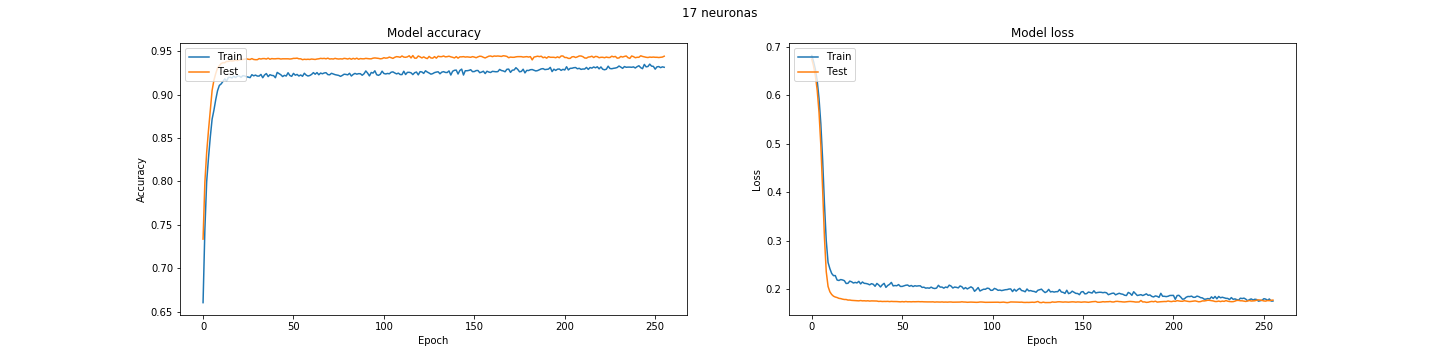 17 neuronas
Model accuracy
Train
Test
0.95
0.90
0.85
0.80
0.75
0.70
0.65
Accuracy
0 50 100 150 200 250
Epoch
Model loss
Train
Test
0.7
0.6
0.5
0.4
0.3
0.2
Loss
0 50 100 150 200 250
Epoch